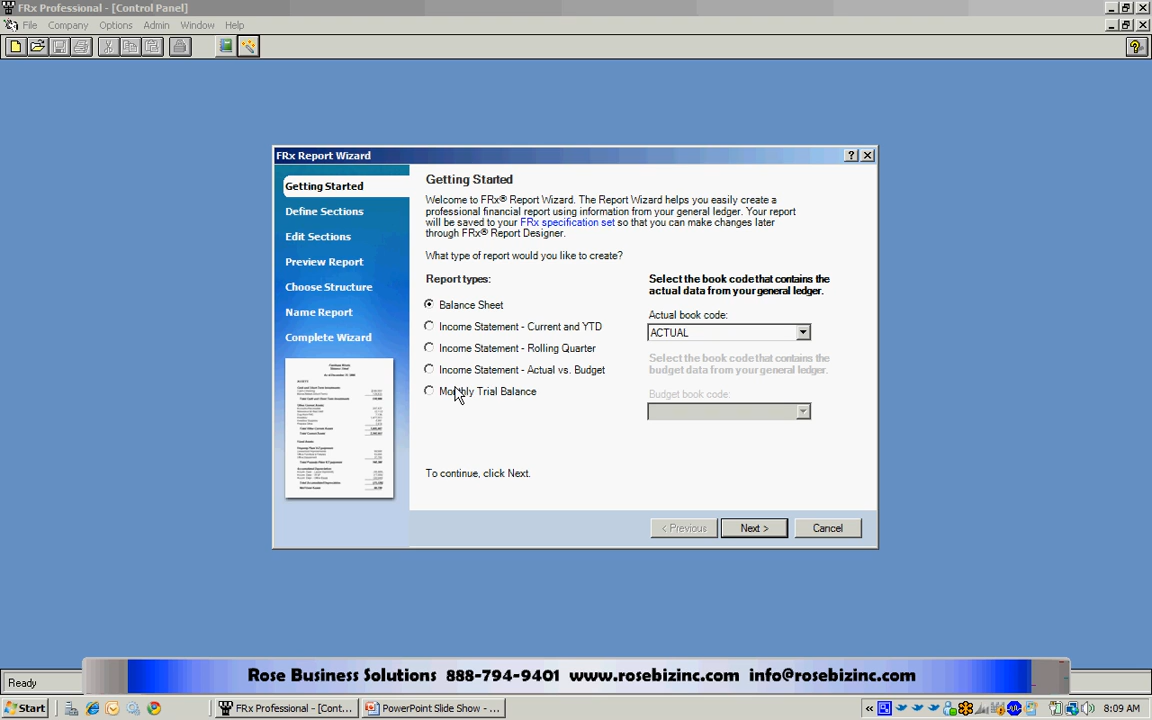 FRx Professional - [Control Panel]
File Company Options Admin Window Help
FRx Report Wizard
Getting Started
Define Sections
Edit Sections
Preview Report
Choose Structure
Name Report
Complete Wizard
Getting Started
Welcome to FRx® Report Wizard. The Report Wizard helps you easily create a
professional financial report using information from your general ledger. Your report
will be saved to your FRx specification set so that you can make changes later
through FRx® Report Designer.
What type of report would you like to create?
Report types:
Balance Sheet
Income Statement - Current and YTD
Income Statement - Rolling Quarter
Income Statement - Actual vs. Budget
Monthly Trial Balance
Select the book code that contains the
actual data from your general ledger.
Actual book code:
ACTUAL
Select the book code that contains the
budget data from your general ledger.
Budget book code:
To continue, click Next.
< Previous
Next >
Cancel
Rose Business Solutions 888-794-9401 www.rosebizinc.com info@rosebizinc.com
Ready
Start
FRx Professional - [Cont...
PowerPoint Slide Show - ...
8:09 AM